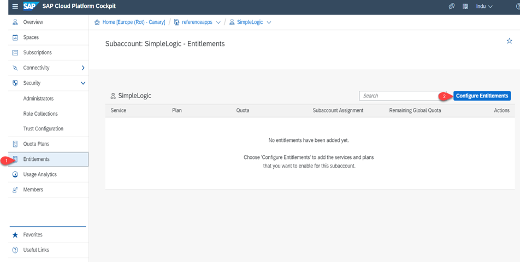 SAP SAP Cloud Platform Cockpit
Indu
Overview
Spaces
Subscriptions
Connectivity
Security
Administrators
Role Collections
Trust Configuration
Quota Plans
Entitlements
Usage Analytics
Members
Favorites
Useful Links
Home [Europe (Rot) - Canary] / referenceapps / SimpleLogic
Subaccount: SimpleLogic - Entitlements
SimpleLogic
Search
Configure Entitlements
Service Plan Quota Subaccount Assignment Remaining Global Quota Actions
No entitlements have been added yet.
Choose 'Configure Entitlements' to add the services and plans
that you want to enable for this subaccount.